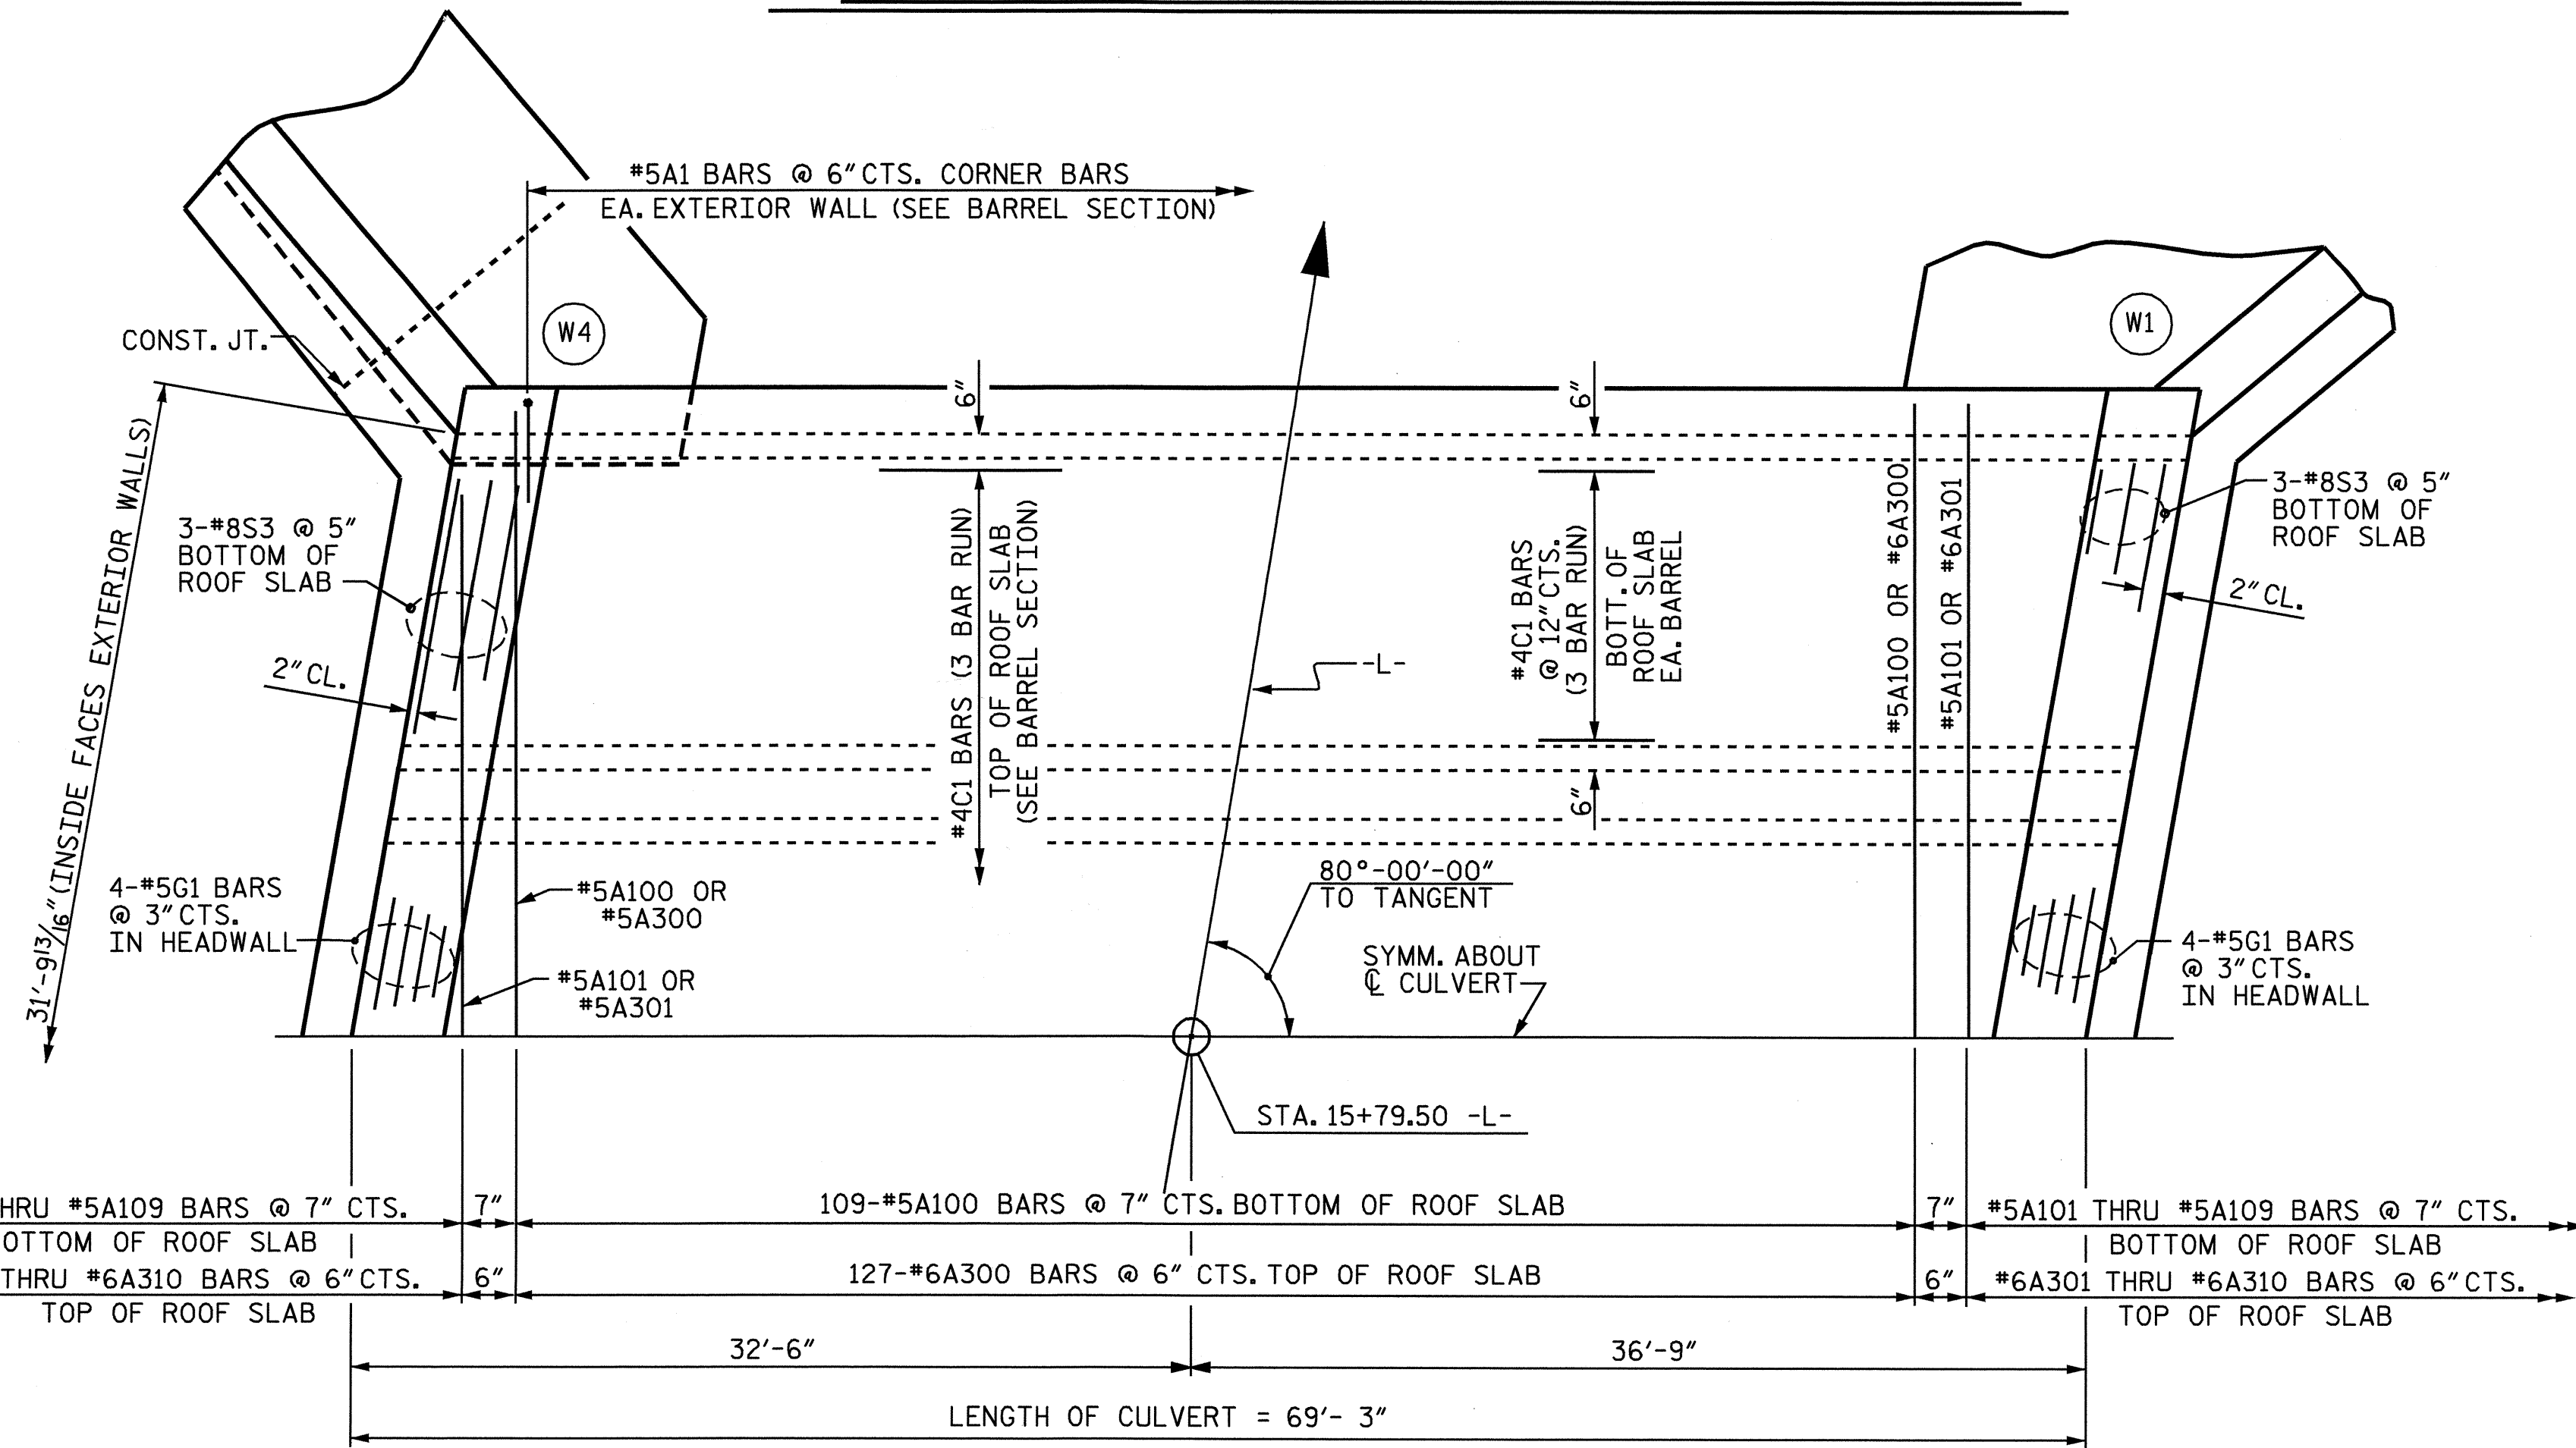 #5A1 BARS @ 6" CTS. CORNER BARS
EA. EXTERIOR WALL (SEE BARREL SECTION)
W4
W1
CONST. JT.
6"
6"
31'-9 13/16" (INSIDE FACES EXTERIOR WALLS)
3-#8S3 @ 5"
BOTTOM OF
ROOF SLAB
2" CL.
#4C1 BARS (3 BAR RUN)
TOP OF ROOF SLAB
(SEE BARREL SECTION)
-L-
#4C1 BARS
@ 12" CTS.
(3 BAR RUN)
BOTT. OF
ROOF SLAB
EA. BARREL
6"
#5A100 OR #6A300
#5A101 OR #6A301
3-#8S3 @ 5"
BOTTOM OF
ROOF SLAB
2" CL.
4-#5G1 BARS
@ 3" CTS.
IN HEADWALL
#5A100 OR
#5A300
#5A101 OR
#5A301
80°-00'-00"
TO TANGENT
SYMM. ABOUT
℄ CULVERT
4-#5G1 BARS
@ 3" CTS.
IN HEADWALL
STA. 15+79.50 -L-
HRU #5A109 BARS @ 7" CTS.
OTTOM OF ROOF SLAB
7"
109-#5A100 BARS @ 7" CTS. BOTTOM OF ROOF SLAB
7"
#5A101 THRU #5A109 BARS @ 7" CTS.
BOTTOM OF ROOF SLAB
THRU #6A310 BARS @ 6" CTS.
TOP OF ROOF SLAB
6"
127-#6A300 BARS @ 6" CTS. TOP OF ROOF SLAB
6"
#6A301 THRU #6A310 BARS @ 6" CTS.
TOP OF ROOF SLAB
32'-6"
36'-9"
LENGTH OF CULVERT = 69'- 3"